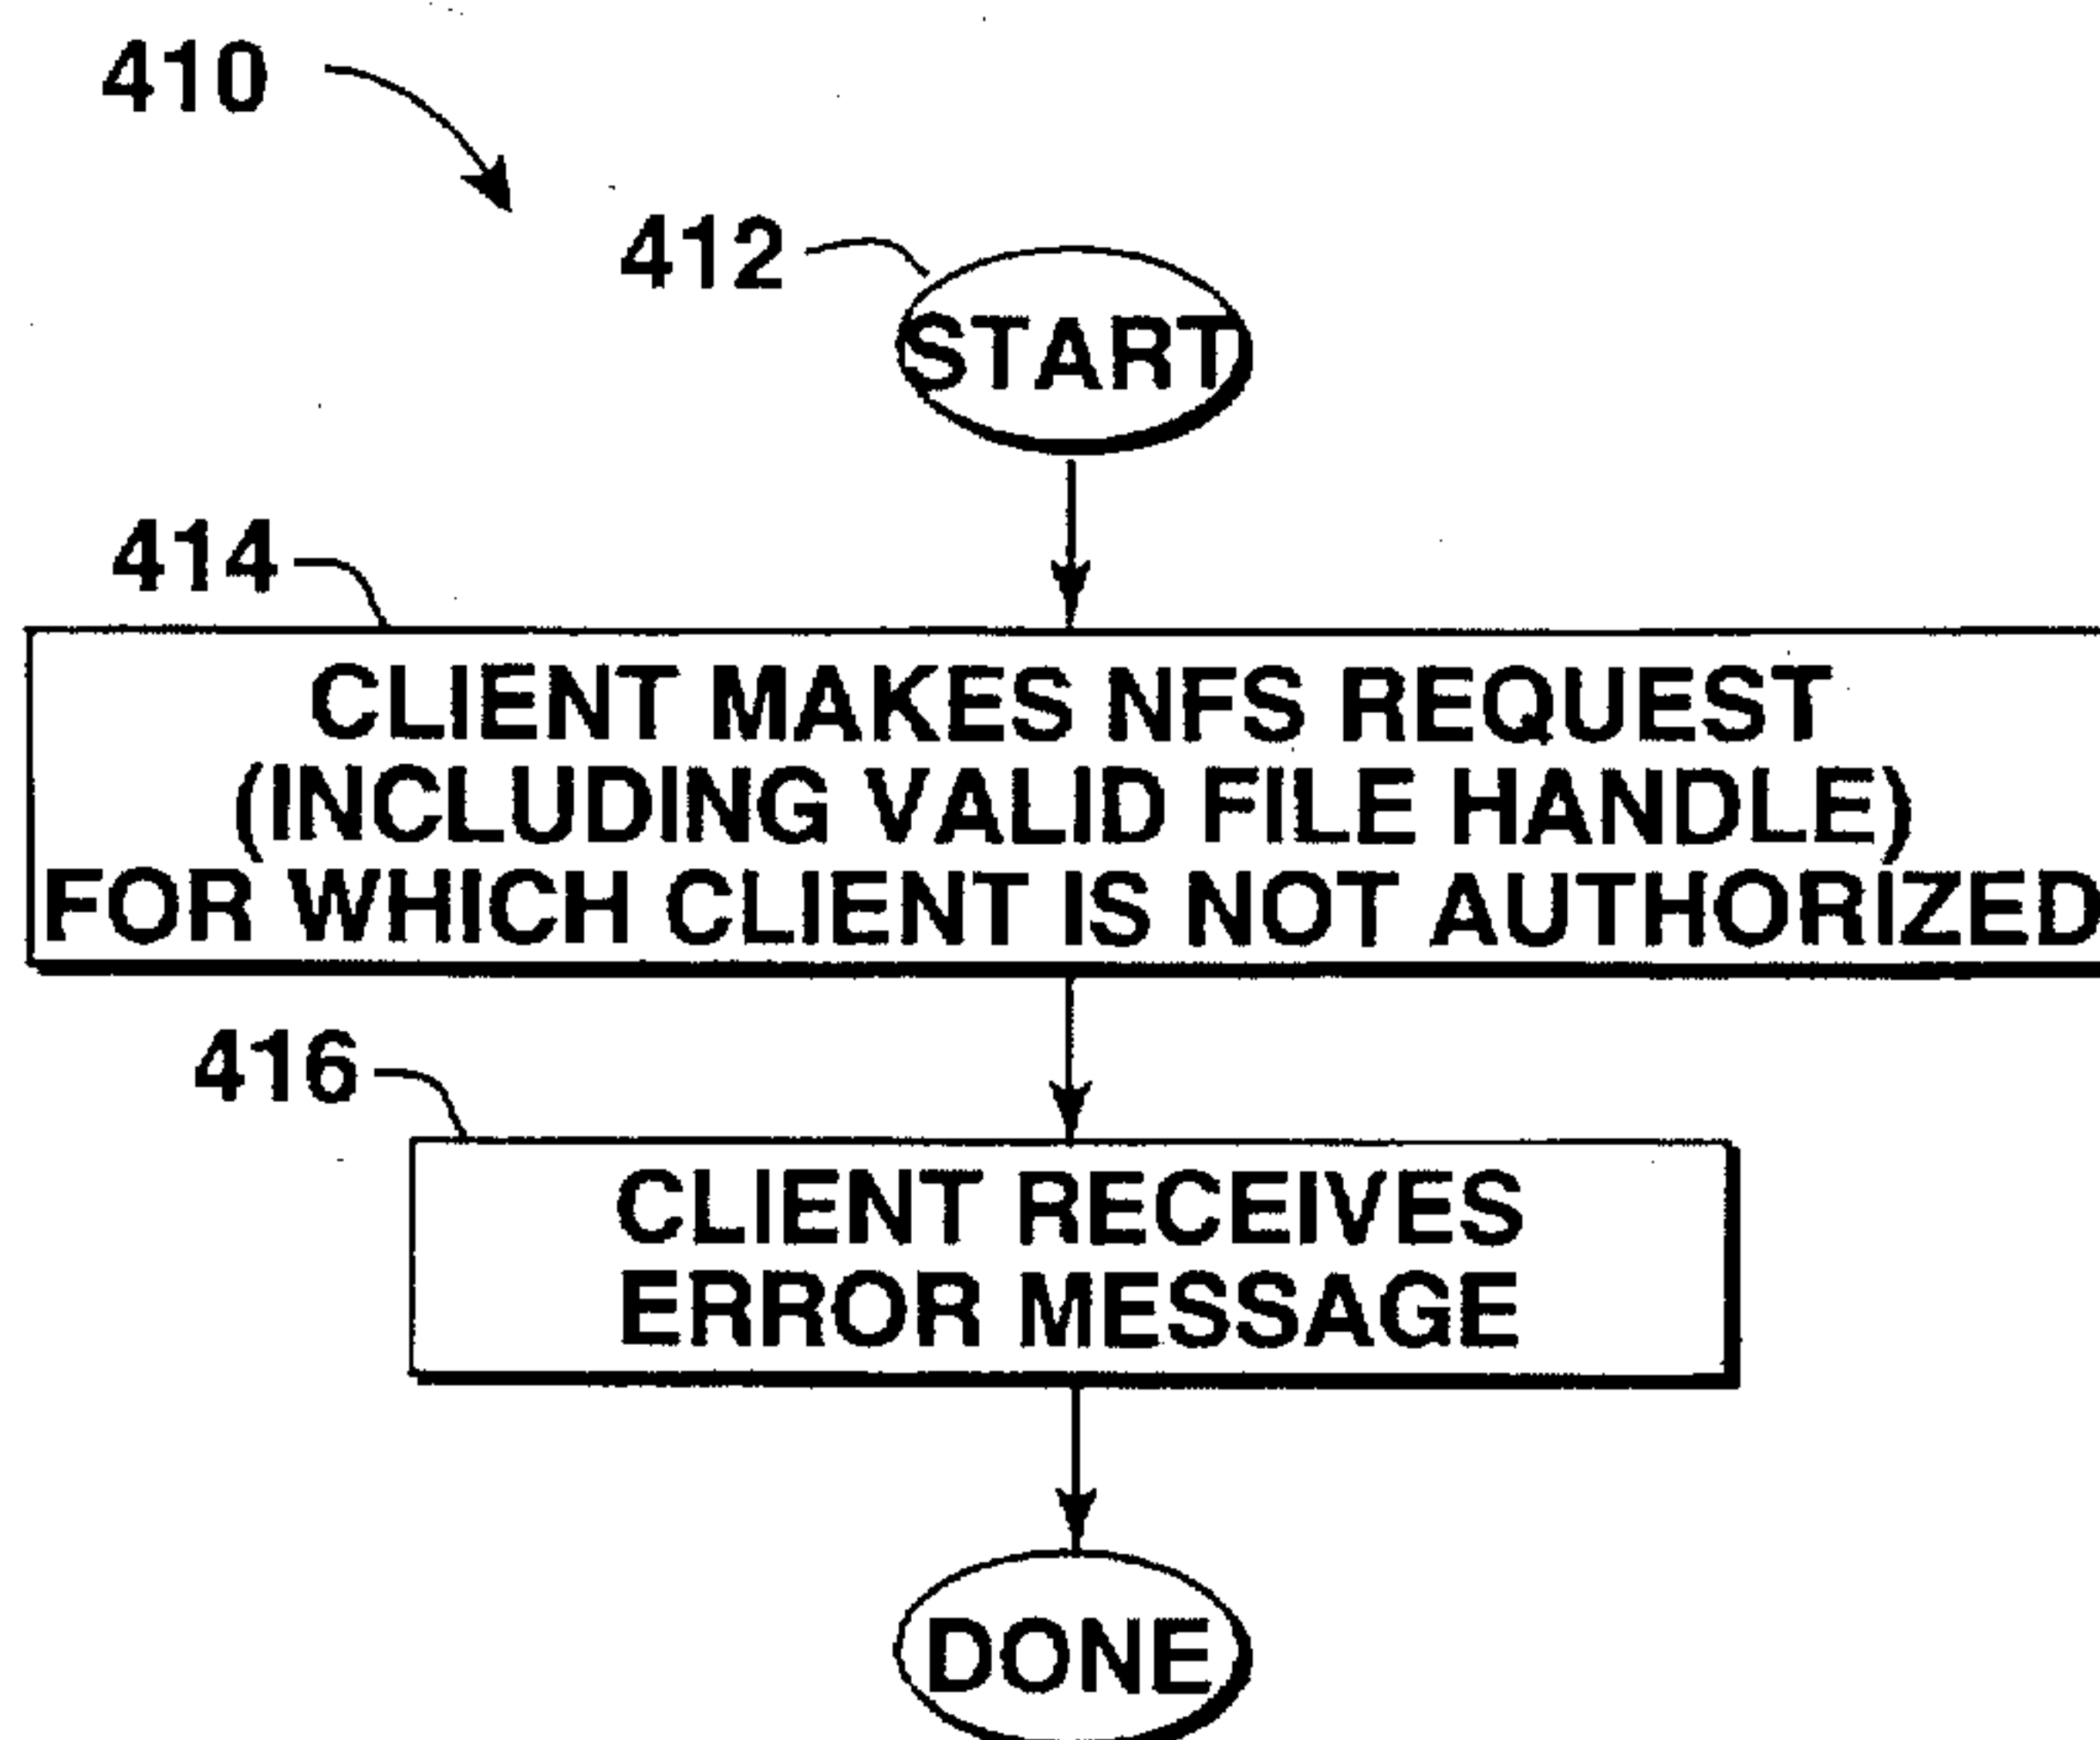 410
412
START
414
CLIENT MAKES NFS REQUEST
(INCLUDING VALID FILE HANDLE)
FOR WHICH CLIENT IS NOT AUTHORIZED
416
CLIENT RECEIVES
ERROR MESSAGE
DONE